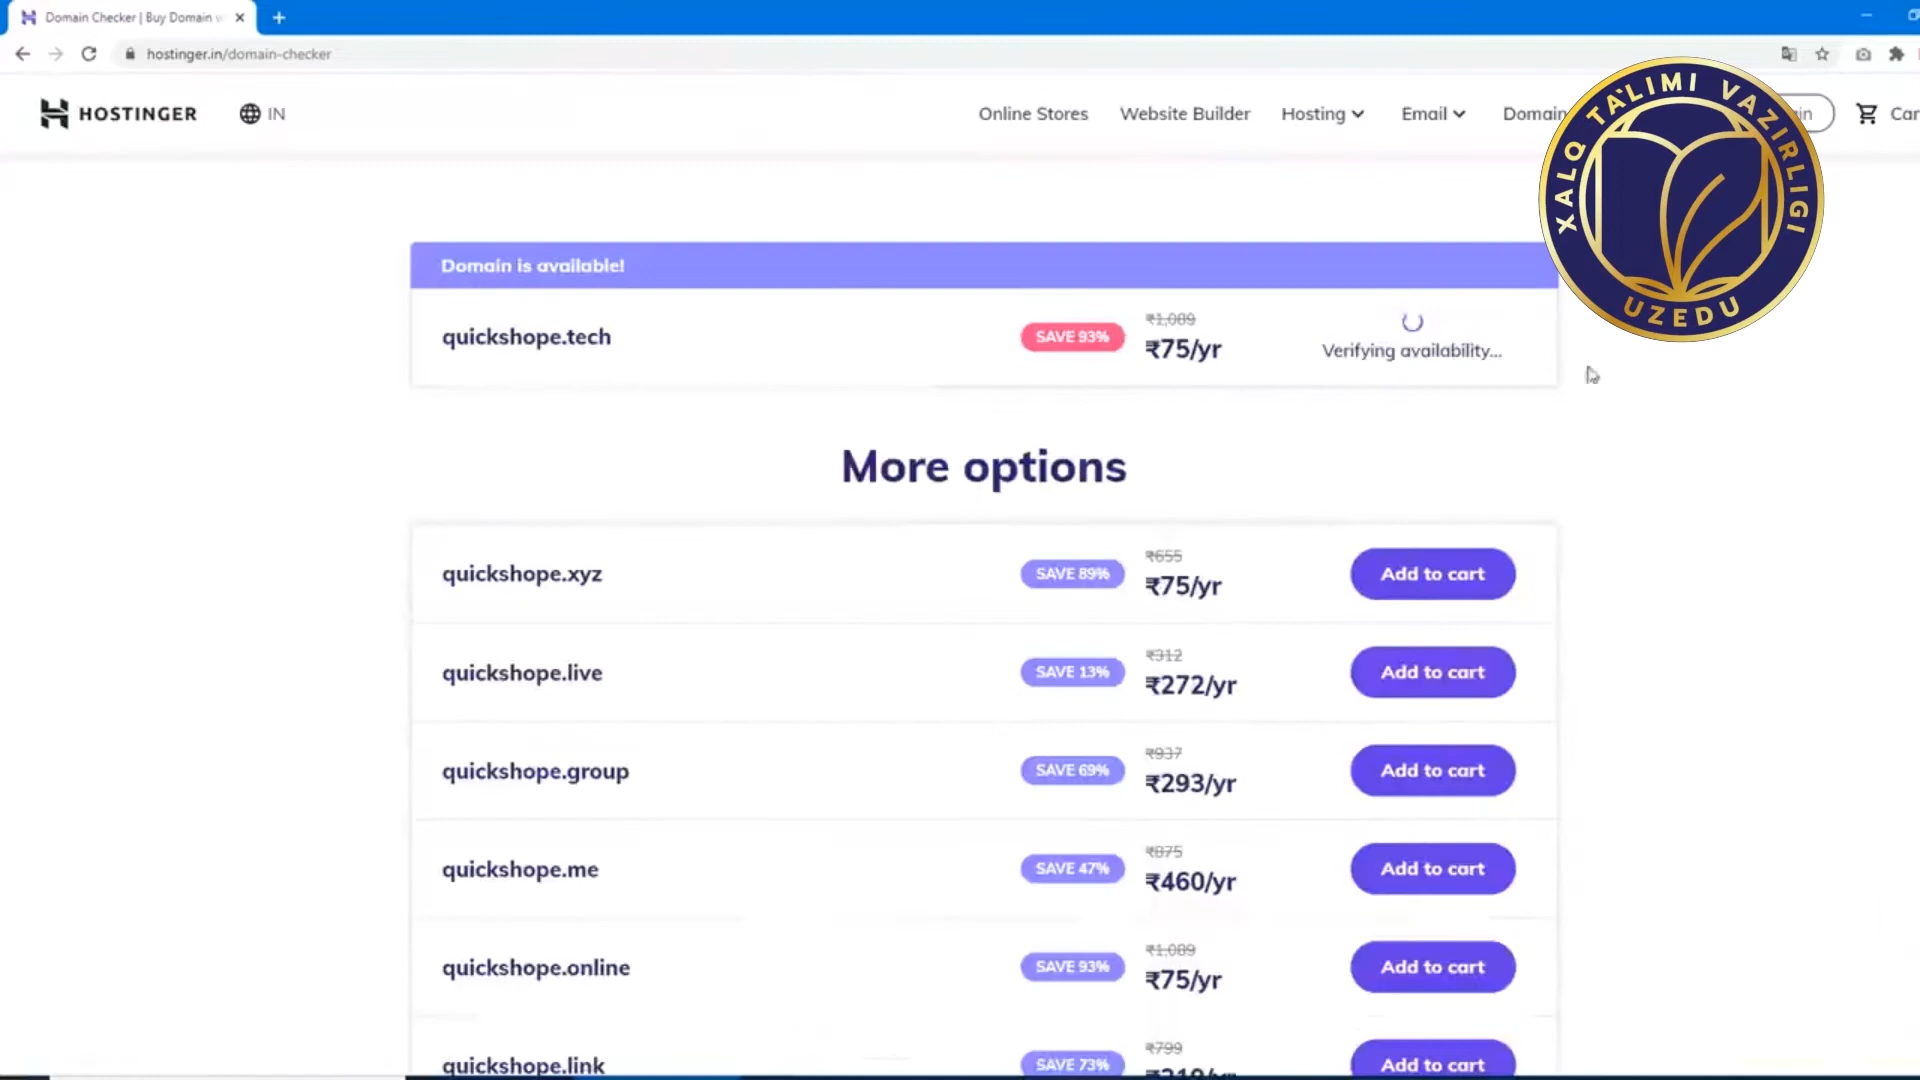 Domain Checker | Buy Domain
hostinger.in/domain-checker
HOSTINGER
IN
Online Stores
Website Builder
Hosting
Email
Domain
XALQ TA'LIMI VAZIRLIGI
UZEDU
Domain is available!
quickshope.tech
SAVE 93%
₹1,089
₹75/yr
Verifying availability...
More options
quickshope.xyz
SAVE 89%
₹655
₹75/yr
Add to cart
quickshope.live
SAVE 13%
₹312
₹272/yr
Add to cart
quickshope.group
SAVE 69%
₹937
₹293/yr
Add to cart
quickshope.me
SAVE 47%
₹875
₹460/yr
Add to cart
quickshope.online
SAVE 93%
₹1,089
₹75/yr
Add to cart
quickshope.link
SAVE 73%
₹799
Add to cart